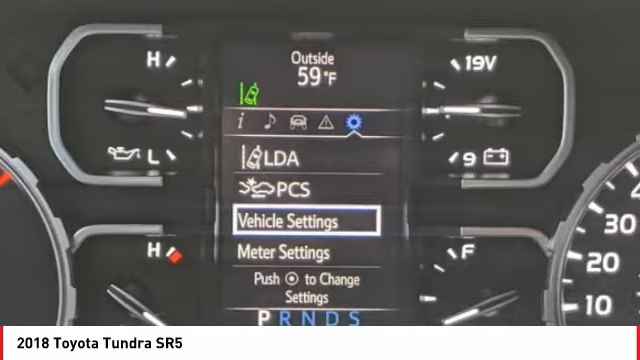 Outside
59°F
H
19V
i
L
9
LDA
PCS
Vehicle Settings
Meter Settings
Push to Change
Settings
H
F
30
20
10
P R N D S
2018 Toyota Tundra SR5